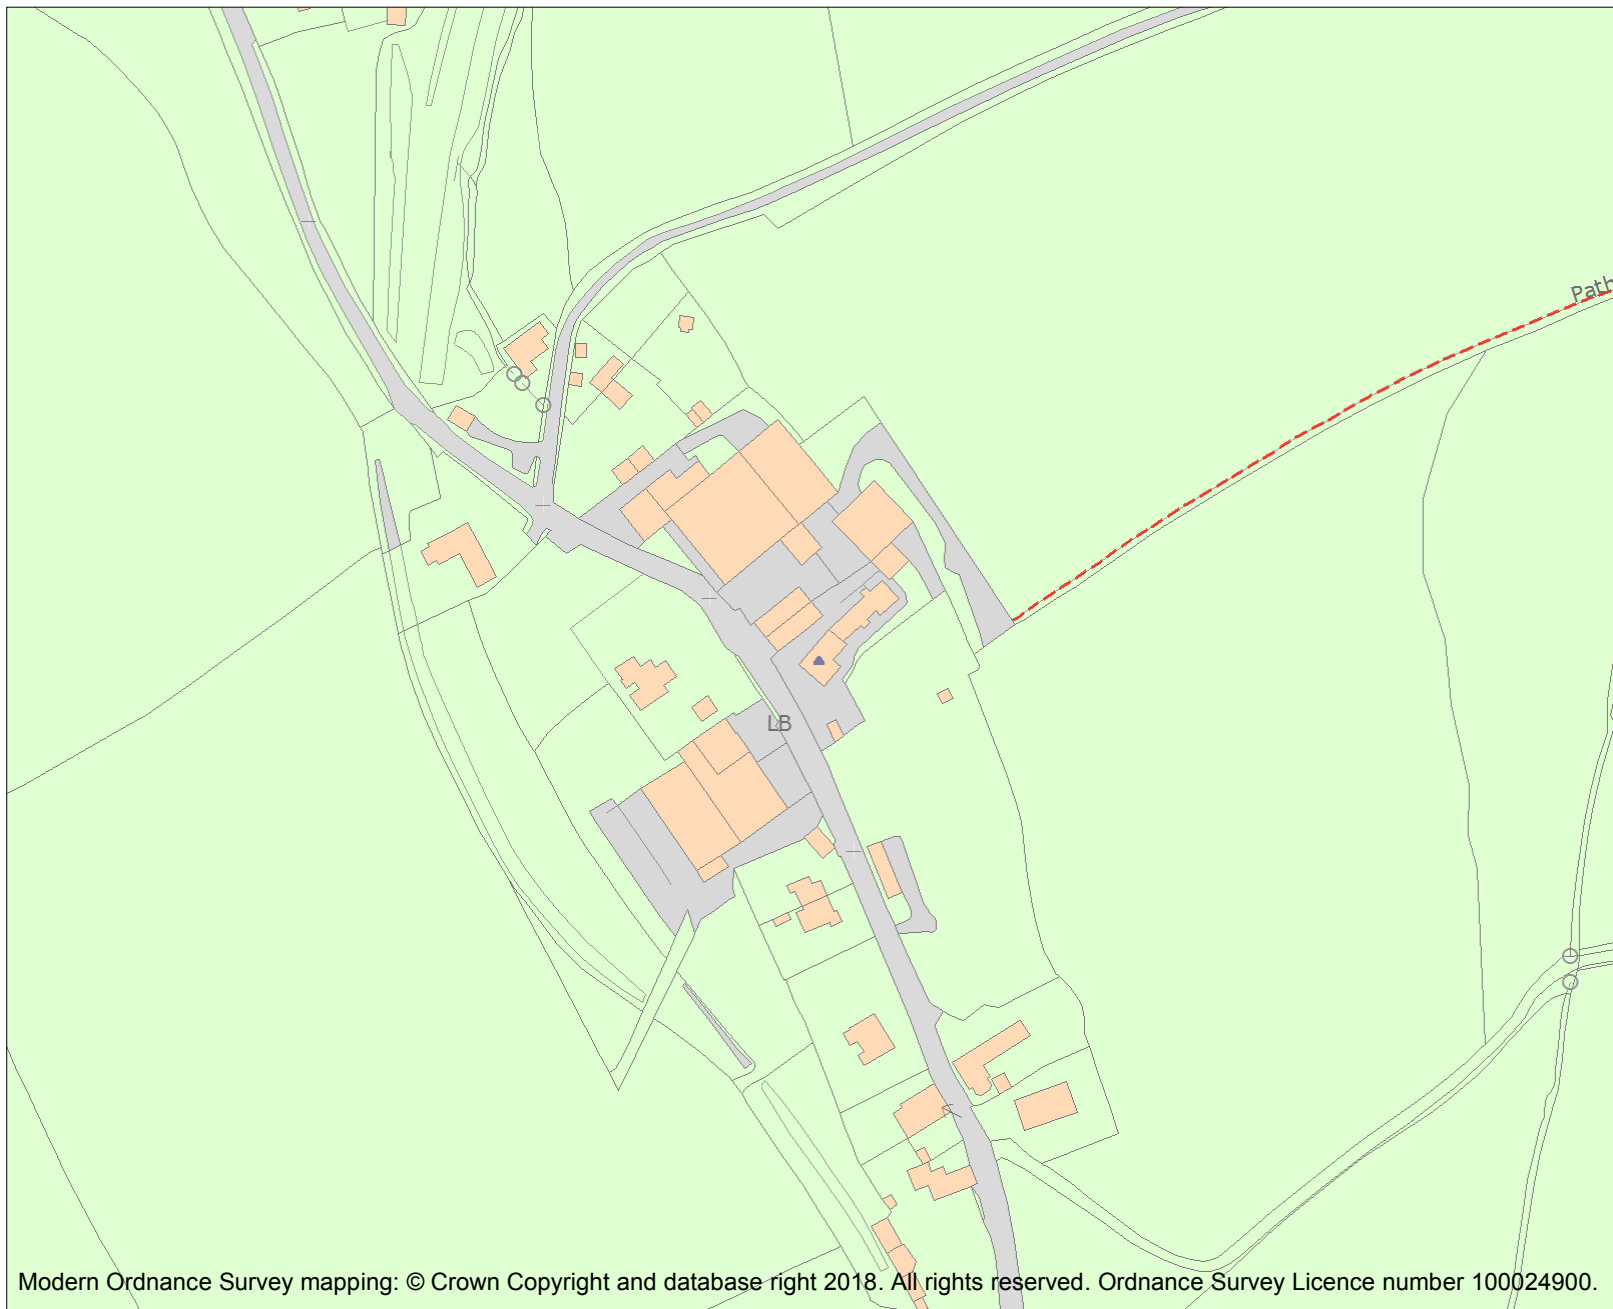 Path
LB
Modern Ordnance Survey mapping: © Crown Copyright and database right 2018. All rights reserved. Ordnance Survey Licence number 100024900.